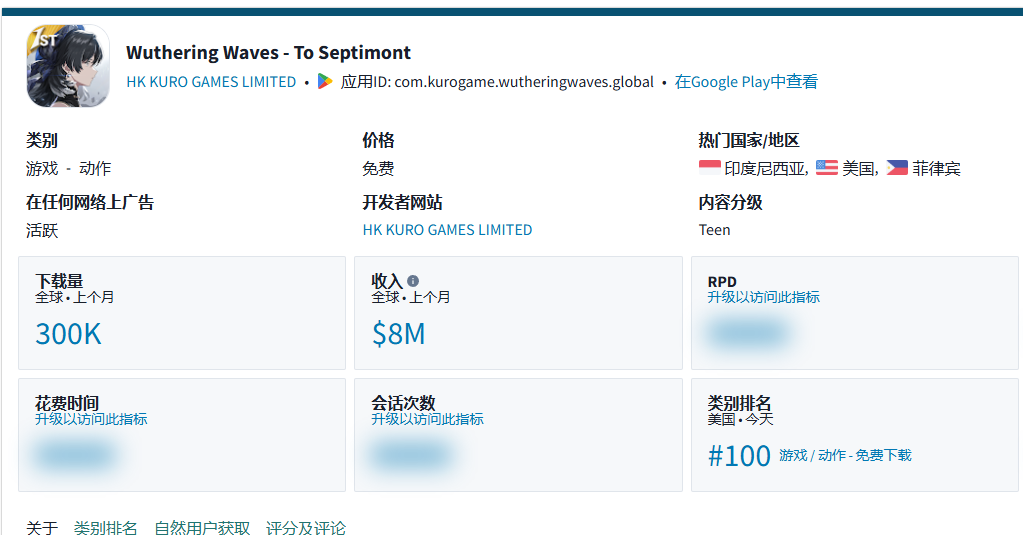 1ST
Wuthering Waves - To Septimont
HK KURO GAMES LIMITED • 应用ID: com.kurogame.wutheringwaves.global • 在Google Play中查看
类别 价格 热门国家/地区
游戏 - 动作 免费 印度尼西亚, 美国, 菲律宾
在任何网络上广告 开发者网站 内容分级
活跃 HK KURO GAMES LIMITED Teen
下载量 收入 RPD
全球 • 上个月 全球 • 上个月 升级以访问此指标
300K $8M
花费时间 会话次数 类别排名
升级以访问此指标 升级以访问此指标 美国 • 今天
#100 游戏 / 动作 - 免费下载
关于 类别排名 自然用户获取 评分及评论